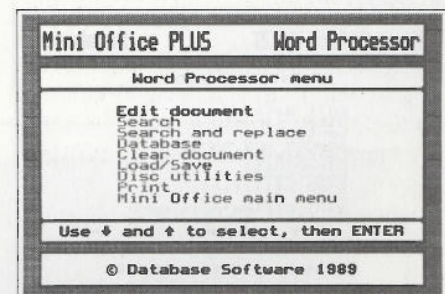 Mini Office PLUS Word Processor
Word Processor menu
Edit document
Search
Search and replace
Database
Clear document
Load/Save
Disc utilities
Print
Mini Office main menu
Use ↓ and ↑ to select, then ENTER
© Database Software 1989